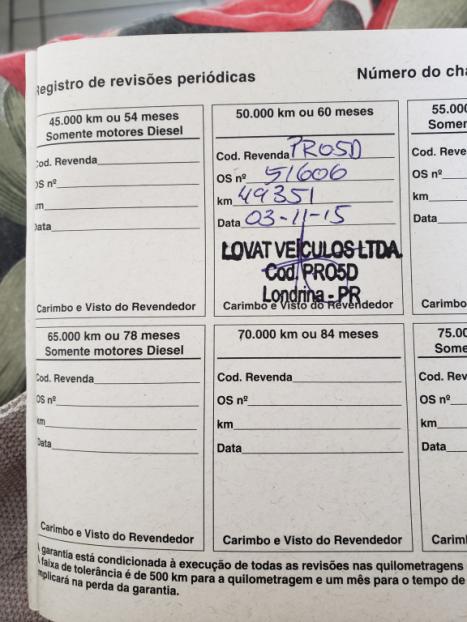 Registro de revisões periódicas
Número do cha
45.000 km ou 54 meses
Somente motores Diesel
Cod. Revenda
OS nº
km
Data
Carimbo e Visto do Revendedor
50.000 km ou 60 meses
Cod. Revenda PRO5D
OS nº 51606
km 49351
Data 03-11-15
LOVAT VEÍCULOS LTDA.
Cod. PRO5D
Londrina - PR
Carimbo e Visto do Revendedor
55.000
Somen
Cod. Reve
OS nº
km
Data
Carimbo
65.000 km ou 78 meses
Somente motores Diesel
Cod. Revenda
OS nº
km
Data
Carimbo e Visto do Revendedor
70.000 km ou 84 meses
Cod. Revenda
OS nº
km
Data
Carimbo e Visto do Revendedor
75.00
Some
Cod. Rev
OS nº
km
Data
Carim
A garantia está condicionada à execução de todas as revisões nas quilometragens
A faixa de tolerância é de 500 km para a quilometragem e um mês para o tempo de
implicará na perda da garantia.